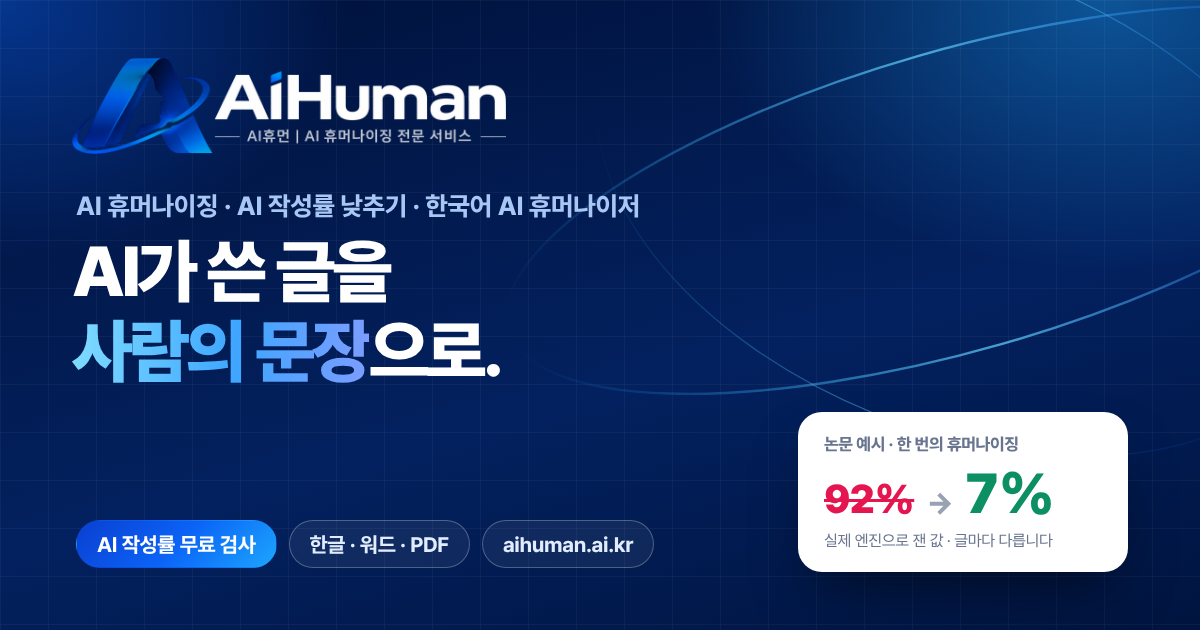 AiHuman
AI휴먼 | AI 휴머나이징 전문 서비스
AI 휴머나이징 · AI 작성률 낮추기 · 한국어 AI 휴머나이저
AI가 쓴 글을
사람의 문장으로.
논문 예시 · 한 번의 휴머나이징
92% → 7%
실제 엔진으로 잰 값 · 글마다 다릅니다
AI 작성률 무료 검사
한글 · 워드 · PDF
aihuman.ai.kr